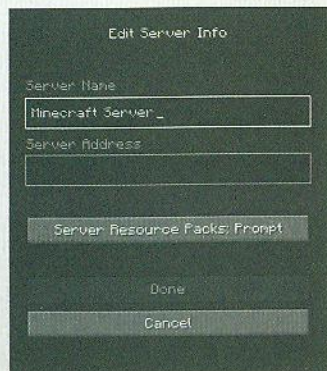 Edit Server Info
Server Name
Minecraft Server_
Server Address
Server Resource Packs: Prompt
Done
Cancel